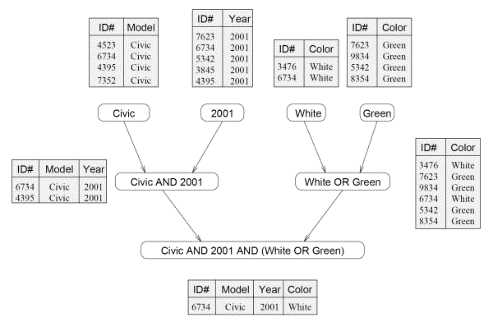 ID# Model
4523 Civic
6734 Civic
4395 Civic
7352 Civic
ID# Year
7623 2001
6734 2001
5342 2001
3845 2001
4395 2001
ID# Color
3476 White
6734 White
ID# Color
7623 Green
9834 Green
5342 Green
8354 Green
Civic
2001
White
Green
ID# Model Year
6734 Civic 2001
4395 Civic 2001
Civic AND 2001
White OR Green
ID# Color
3476 White
7623 Green
9834 Green
6734 White
5342 Green
8354 Green
Civic AND 2001 AND (White OR Green)
ID# Model Year Color
6734 Civic 2001 White